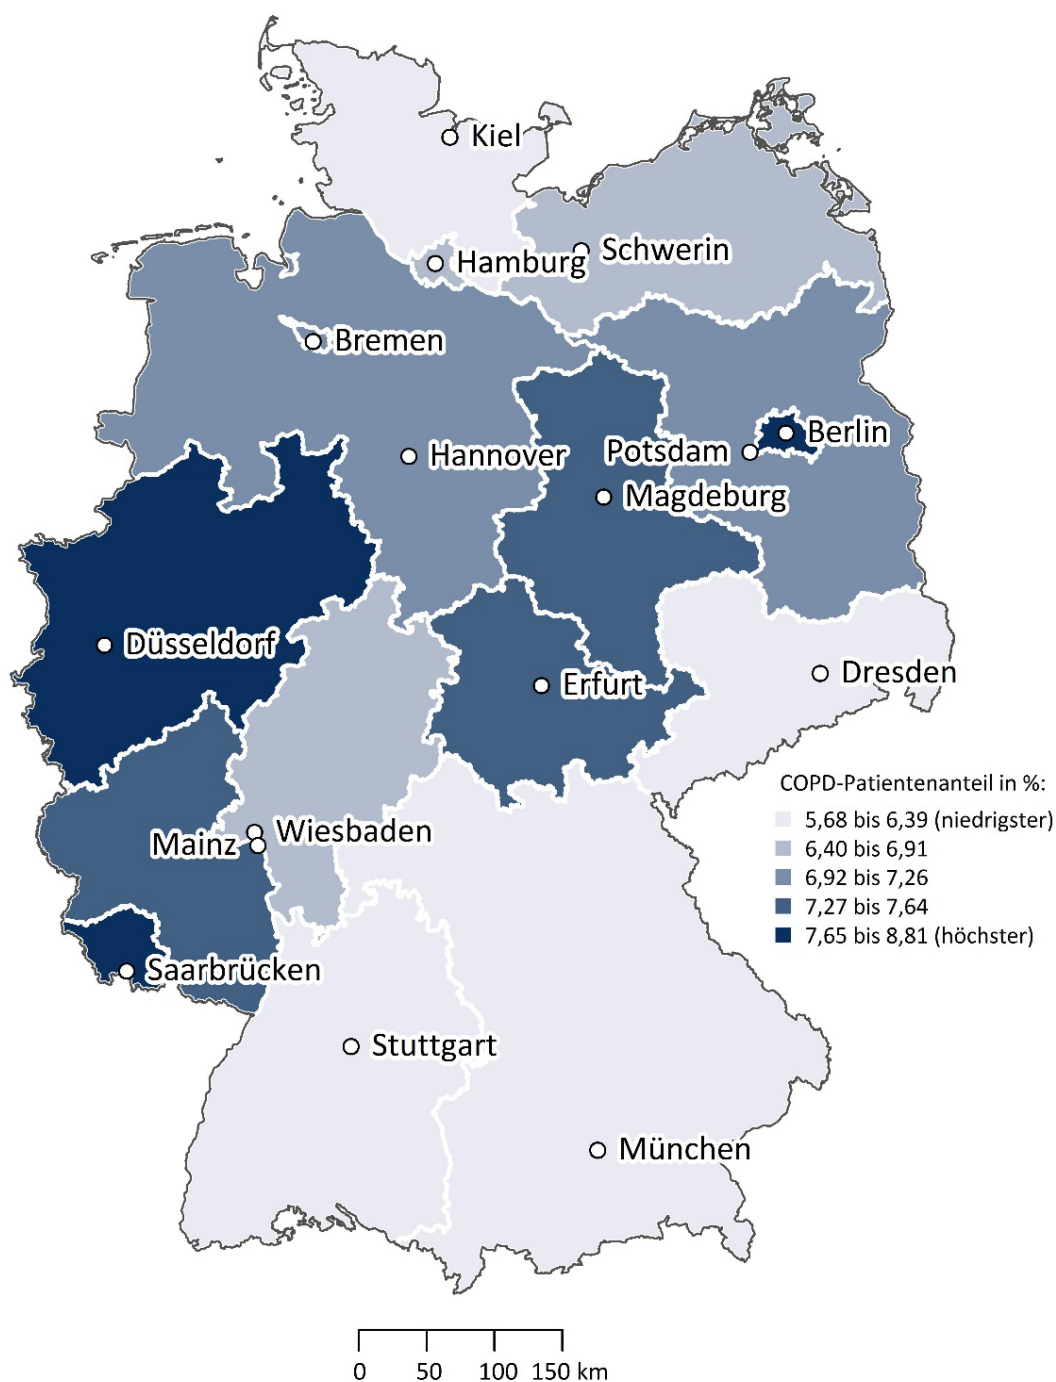 Kiel
Schwerin
Hamburg
Bremen
Berlin
Potsdam
Hannover
Magdeburg
Düsseldorf
Erfurt
Dresden
COPD-Patientenanteil in %:
5,68 bis 6,39 (niedrigster)
6,40 bis 6,91
6,92 bis 7,26
7,27 bis 7,64
7,65 bis 8,81 (höchster)
Wiesbaden
Mainz
Saarbrücken
Stuttgart
München
0 50 100 150 km